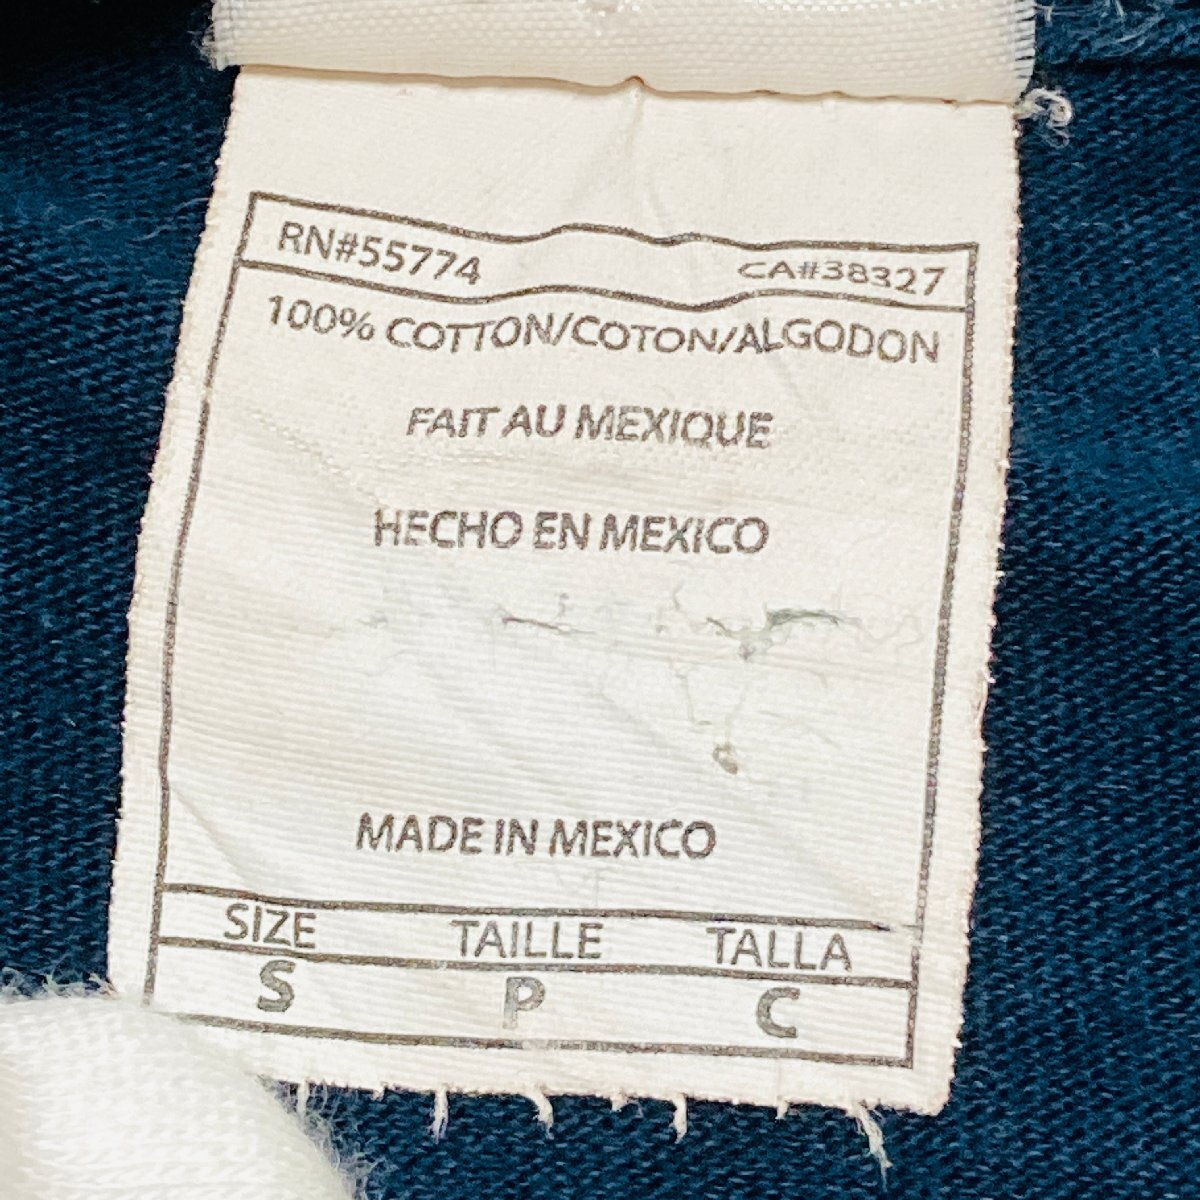 RN#55774 CA#38327
100% COTTON/COTON/ALGODON
FAIT AU MEXIQUE
HECHO EN MEXICO
MADE IN MEXICO
SIZE TAILLE TALLA
S P C